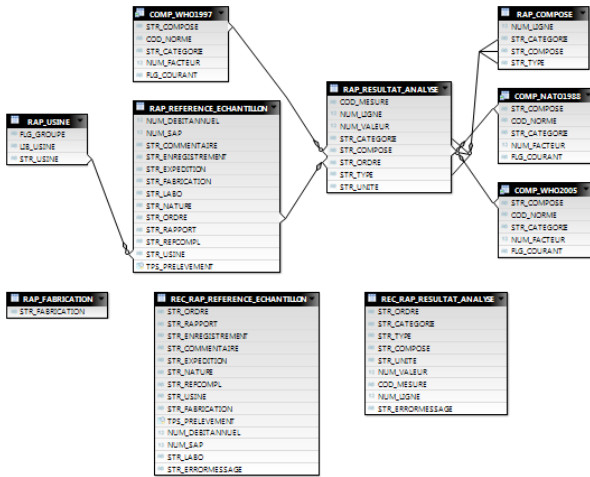 COMP_WHO1997
STR_COMPOSE
COD_NORME
STR_CATEGORIE
NUM_FACTEUR
FLG_COURANT
RAP_COMPOSE
NUM_LIGNE
STR_CATEGORIE
STR_COMPOSE
STR_TYPE
RAP_RESULTAT_ANALYSE
COD_MESURE
NUM_LIGNE
NUM_VALEUR
STR_CATEGORIE
STR_COMPOSE
STR_ORDRE
STR_TYPE
STR_UNITE
COMP_NATO1988
STR_COMPOSE
COD_NORME
STR_CATEGORIE
NUM_FACTEUR
FLG_COURANT
RAP_REFERENCE_ECHANTILLON
NUM_DEBITANNUEL
NUM_SAP
STR_COMMENTAIRE
STR_ENREGISTREMENT
STR_EXPEDITION
STR_FABRICATION
STR_LABO
STR_NATURE
STR_ORDRE
STR_RAPPORT
STR_REFCOMPL
STR_USINE
TPS_PRELEVEMENT
RAP_USINE
FLG_GROUPE
LIB_USINE
STR_USINE
COMP_WHO2005
STR_COMPOSE
COD_NORME
STR_CATEGORIE
NUM_FACTEUR
FLG_COURANT
RAP_FABRICATION
STR_FABRICATION
REC_RAP_REFERENCE_ECHANTILLON
STR_ORDRE
STR_RAPPORT
STR_ENREGISTREMENT
STR_COMMENTAIRE
STR_EXPEDITION
STR_NATURE
STR_REFCOMPL
STR_USINE
STR_FABRICATION
TPS_PRELEVEMENT
NUM_DEBITANNUEL
NUM_SAP
STR_LABO
STR_ERRORMESSAGE
REC_RAP_RESULTAT_ANALYSE
STR_ORDRE
STR_CATEGORIE
STR_TYPE
STR_COMPOSE
STR_UNITE
NUM_VALEUR
COD_MESURE
NUM_LIGNE
STR_ERRORMESSAGE